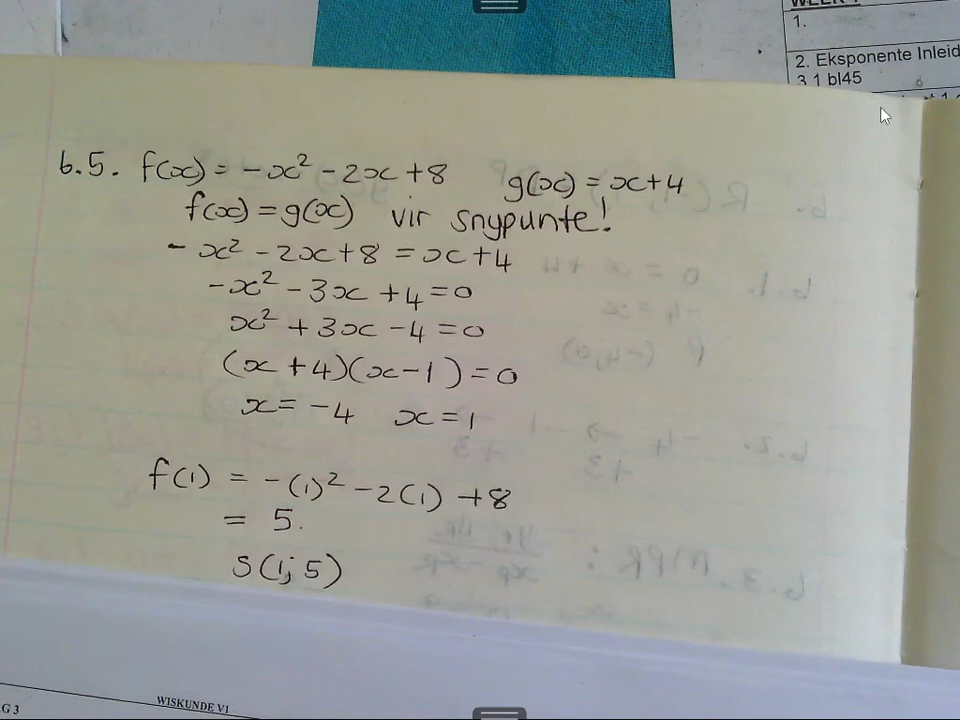 WEEK
1.
2. Eksponente Inleid
3.1 bl45
6.5. f(x) = -x² - 2x + 8 g(x) = x + 4
f(x) = g(x) vir snypunte!
- x² - 2x + 8 = x + 4
-x² - 3x + 4 = 0
x² + 3x - 4 = 0
(x + 4)(x - 1) = 0
x = -4 x = 1
f(1) = -(1)² - 2(1) + 8
= 5.
S(1; 5)
G 3
WISKUNDE V1